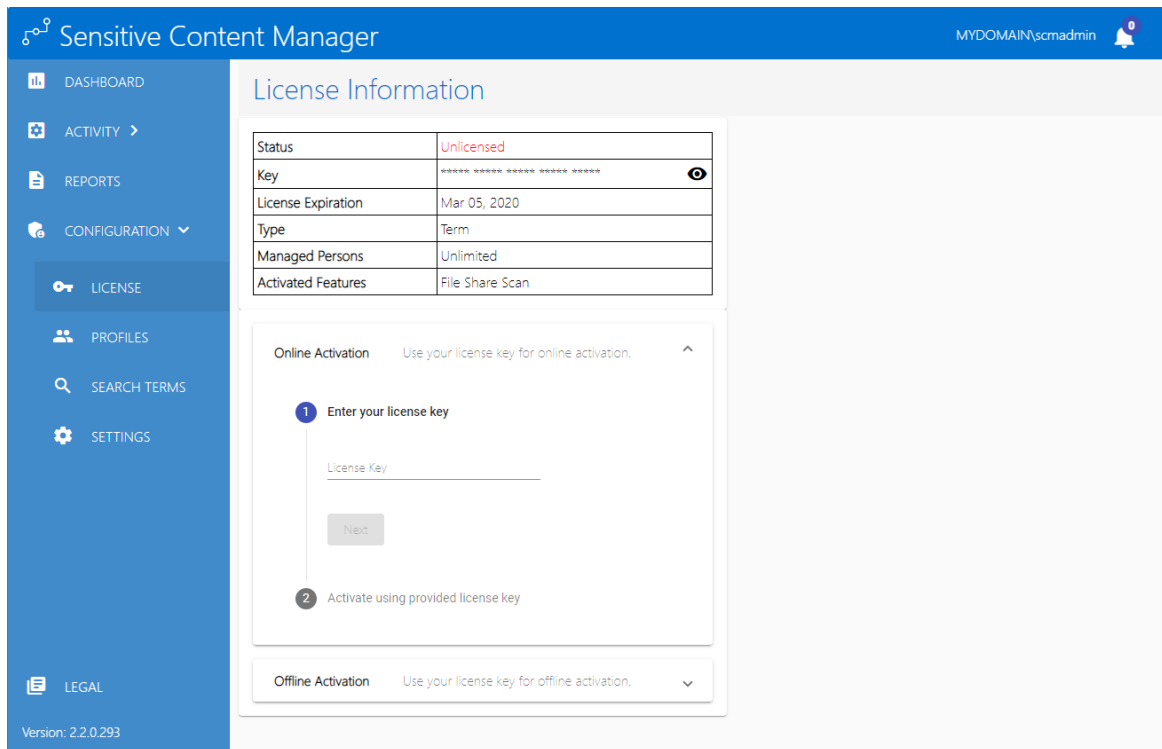 Sensitive Content Manager
MYDOMAIN\scmadmin
0
DASHBOARD
ACTIVITY
REPORTS
CONFIGURATION
LICENSE
PROFILES
SEARCH TERMS
SETTINGS
LEGAL
Version: 2.2.0.293
License Information
Status Unlicensed
Key ***** ***** ***** ***** *****
License Expiration Mar 05, 2020
Type Term
Managed Persons Unlimited
Activated Features File Share Scan
Online Activation Use your license key for online activation.
1 Enter your license key
License Key
Next
2 Activate using provided license key
Offline Activation Use your license key for offline activation.